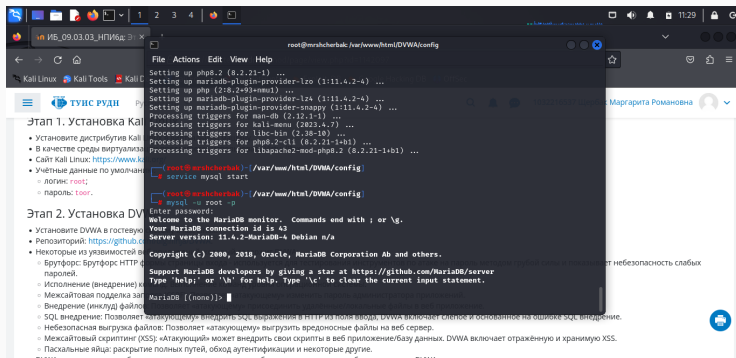 1 2 3 4
11:29
ИБ_09.03.03_НПИбд: Эт
root@mrshcherbak: /var/www/html/DVWA/config
File Actions Edit View Help
Kali Linux Kali Tools Kali D
Setting up php8.2 (8.2.21-1) ...
Setting up mariadb-plugin-provider-lzo (1:11.4.2-4) ...
Setting up php (2:8.2+93+nmu1) ...
Setting up mariadb-plugin-provider-lz4 (1:11.4.2-4) ...
Setting up mariadb-plugin-provider-snappy (1:11.4.2-4) ...
Processing triggers for man-db (2.12.1-1) ...
Processing triggers for kali-menu (2023.4.7) ...
Processing triggers for libc-bin (2.38-10) ...
Processing triggers for php8.2-cli (8.2.21-1+b1) ...
Processing triggers for libapache2-mod-php8.2 (8.2.21-1+b1) ...
(root㉿mrshcherbak)-[/var/www/html/DVWA/config]
# service mysql start
(root㉿mrshcherbak)-[/var/www/html/DVWA/config]
# mysql -u root -p
Enter password:
Welcome to the MariaDB monitor. Commands end with ; or \g.
Your MariaDB connection id is 43
Server version: 11.4.2-MariaDB-4 Debian n/a
Copyright (c) 2000, 2018, Oracle, MariaDB Corporation Ab and others.
Support MariaDB developers by giving a star at https://github.com/MariaDB/server
Type 'help;' or '\h' for help. Type '\c' to clear the current input statement.
MariaDB [(none)]>
ТУИС РУДН
Маргарита Романовна
Этап 1. Установка Kal
Установите дистрибутив Kali
В качестве среды виртуализа
Сайт Kali Linux: https://www.ka
Учётные данные по умолчан
логин: root;
пароль: toor.
Этап 2. Установка DV
Установите DVWA в гостевую
Репозиторий: https://github.c
Некоторые из уязвимостей в
Брутфорс: Брутфорс HTTP ф
небезопасность слабых
паролей.
Исполнение (внедрение) ко
Межсайтовая подделка зап
Внедрение (инклуд) файло
SQL внедрение: Позволяет «атакующему» внедрить SQL выражения в HTTP из поля ввода, DVWA включает слепое и основанное на ошибке SQL внедрение.
Небезопасная выгрузка файлов: Позволяет «атакующему» выгрузить вредоносные файлы на веб сервер.
Межсайтовый скриптинг (XSS): «Атакующий» может внедрить свои скрипты в веб приложение/базу данных. DVWA включает отражённую и хранимую XSS.
Пасхальные яйца: раскрытие полных путей, обход аутентификации и некоторые другие.